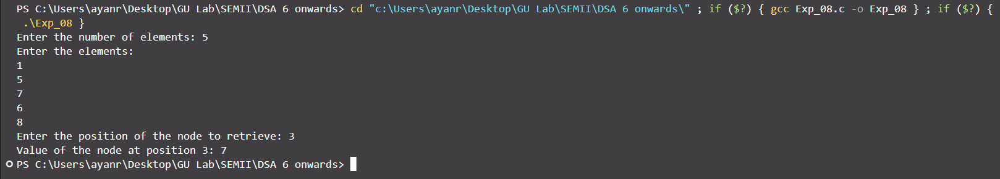 PS C:\Users\ayanr\Desktop\GU Lab\SEMII\DSA 6 onwards> cd "c:\Users\ayanr\Desktop\GU Lab\SEMII\DSA 6 onwards\" ; if ($?) { gcc Exp_08.c -o Exp_08 } ; if ($?) {
.\Exp_08 }
Enter the number of elements: 5
Enter the elements:
1
5
7
6
8
Enter the position of the node to retrieve: 3
Value of the node at position 3: 7
PS C:\Users\ayanr\Desktop\GU Lab\SEMII\DSA 6 onwards>